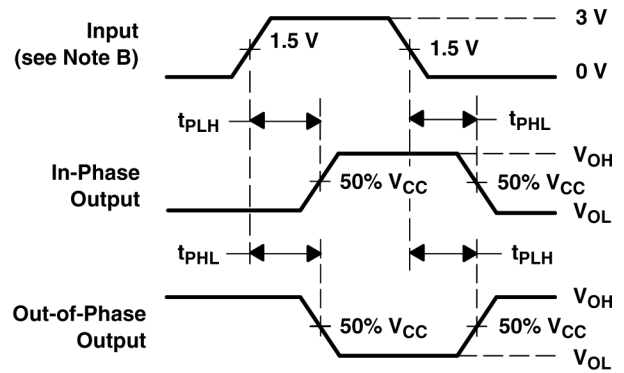 Input
(see Note B)
1.5 V
1.5 V
3 V
0 V
tPLH
tPHL
In-Phase
Output
50% VCC
50% VCC
VOH
VOL
tPHL
tPLH
Out-of-Phase
Output
50% VCC
50% VCC
VOH
VOL